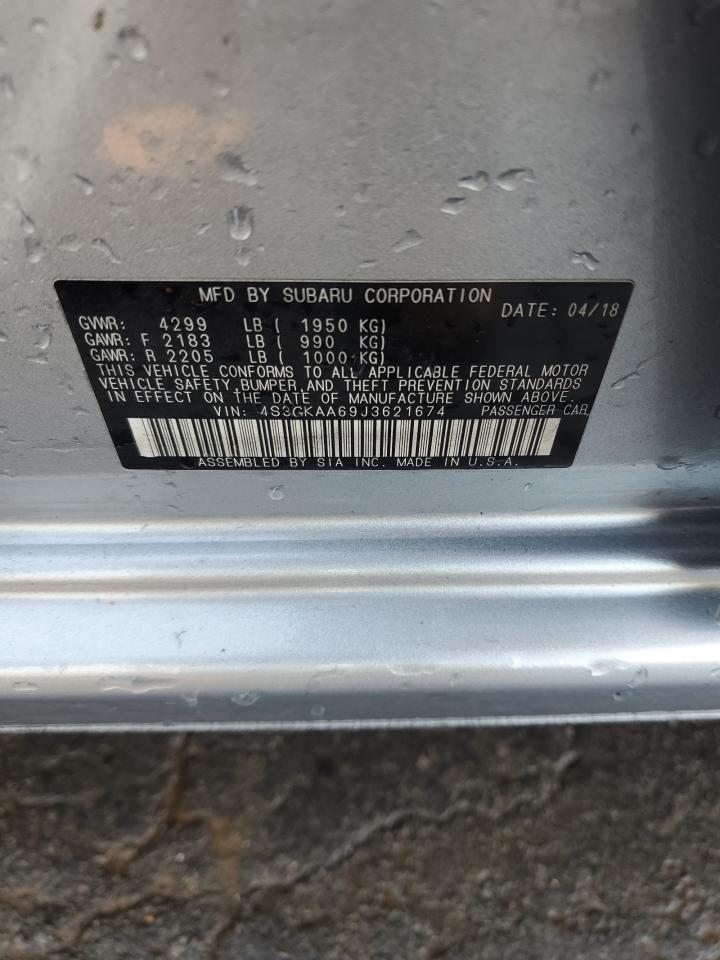 MFD BY SUBARU CORPORATION DATE: 04/18
GVWR: 4299 LB ( 1950 KG)
GAWR: F 2183 LB ( 990 KG)
GAWR: R 2205 LB ( 1000 KG)
THIS VEHICLE CONFORMS TO ALL APPLICABLE FEDERAL MOTOR
VEHICLE SAFETY, BUMPER, AND THEFT PREVENTION STANDARDS
IN EFFECT ON THE DATE OF MANUFACTURE SHOWN ABOVE.
VIN: 4S3GKAA69J3621674 PASSENGER CAR
ASSEMBLED BY SIA INC. MADE IN U.S.A.